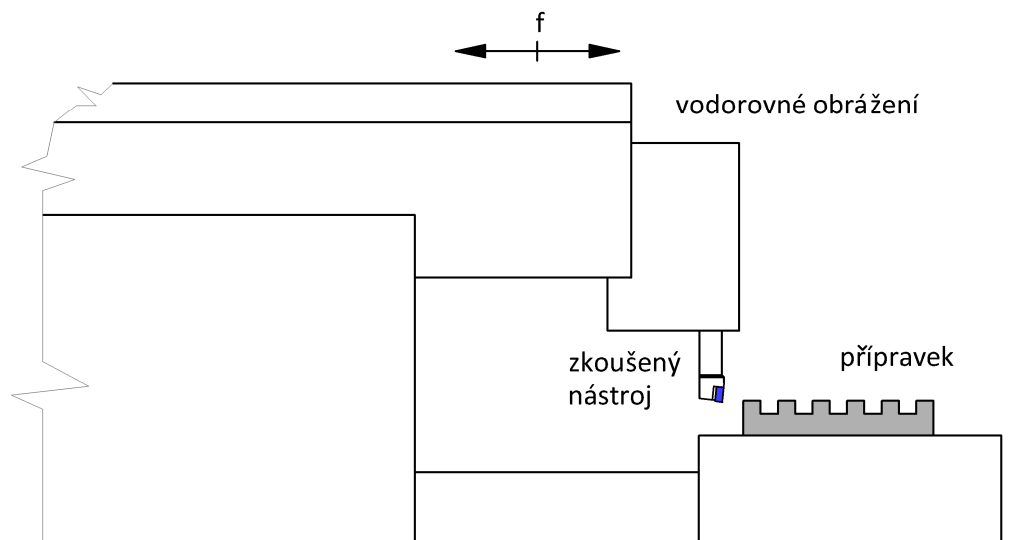 f
vodorovné obrážení
zkoušený
nástroj
přípravek